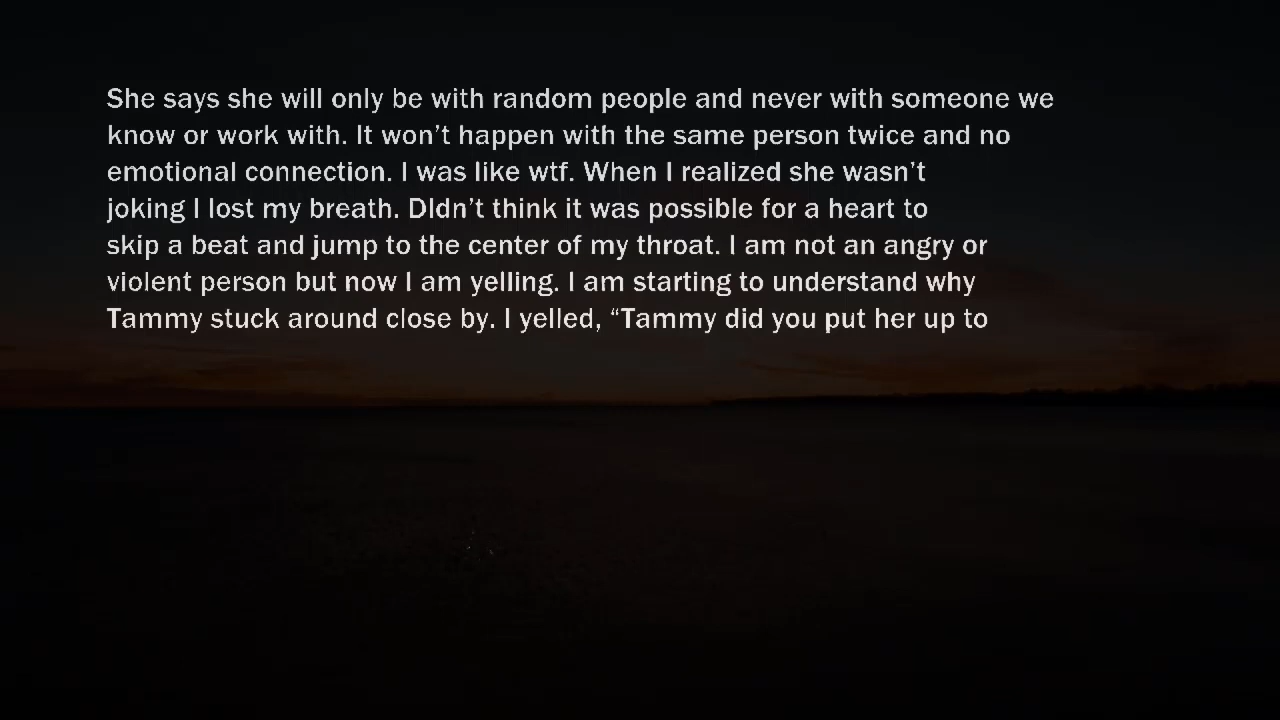 She says she will only be with random people and never with someone we
know or work with. It won’t happen with the same person twice and no
emotional connection. I was like wtf. When I realized she wasn’t
joking I lost my breath. DIdn’t think it was possible for a heart to
skip a beat and jump to the center of my throat. I am not an angry or
violent person but now I am yelling. I am starting to understand why
Tammy stuck around close by. I yelled, “Tammy did you put her up to